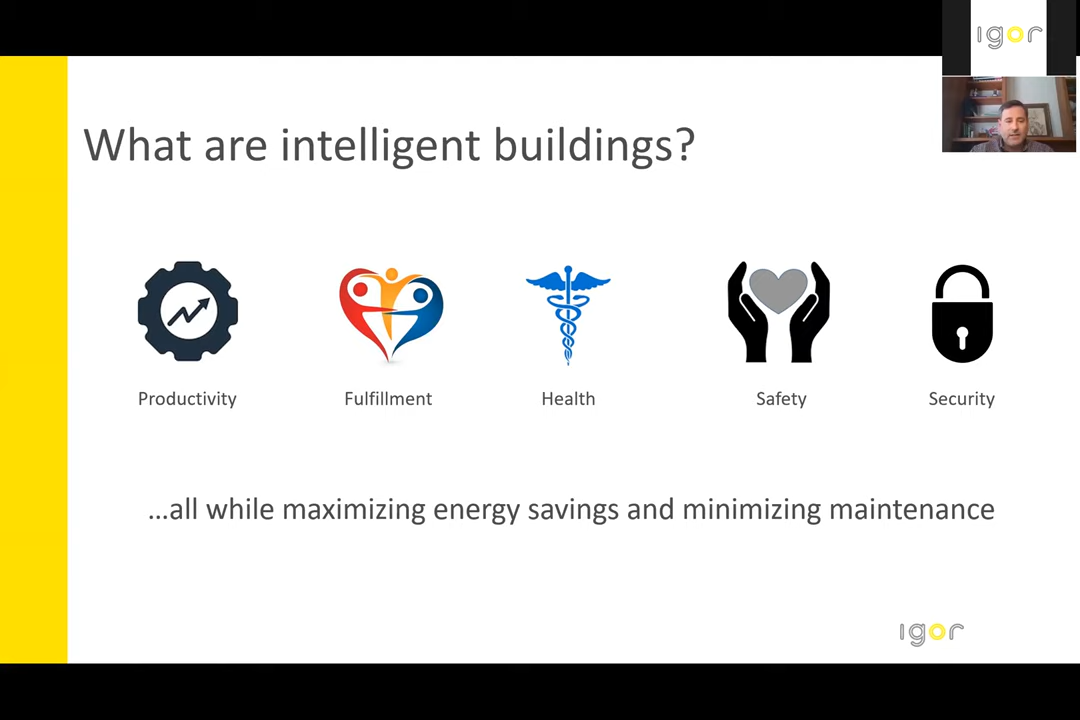 igor
What are intelligent buildings?
Productivity
Fulfillment
Health
Safety
Security
...all while maximizing energy savings and minimizing maintenance
igor